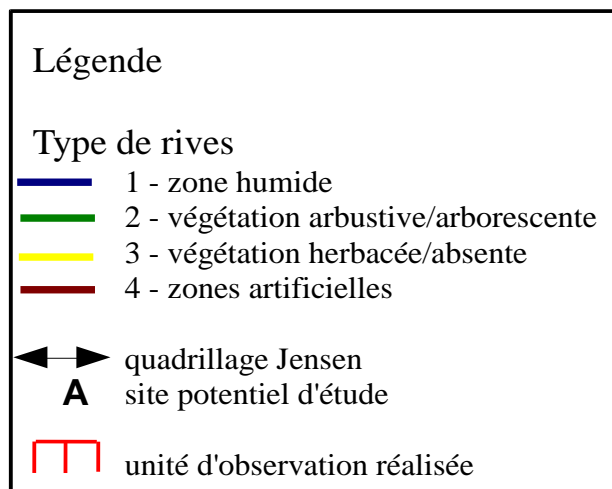 Légende
Type de rives
1 - zone humide
2 - végétation arbustive/arborescente
3 - végétation herbacée/absente
4 - zones artificielles
quadrillage Jensen
A site potentiel d'étude
unité d'observation réalisée